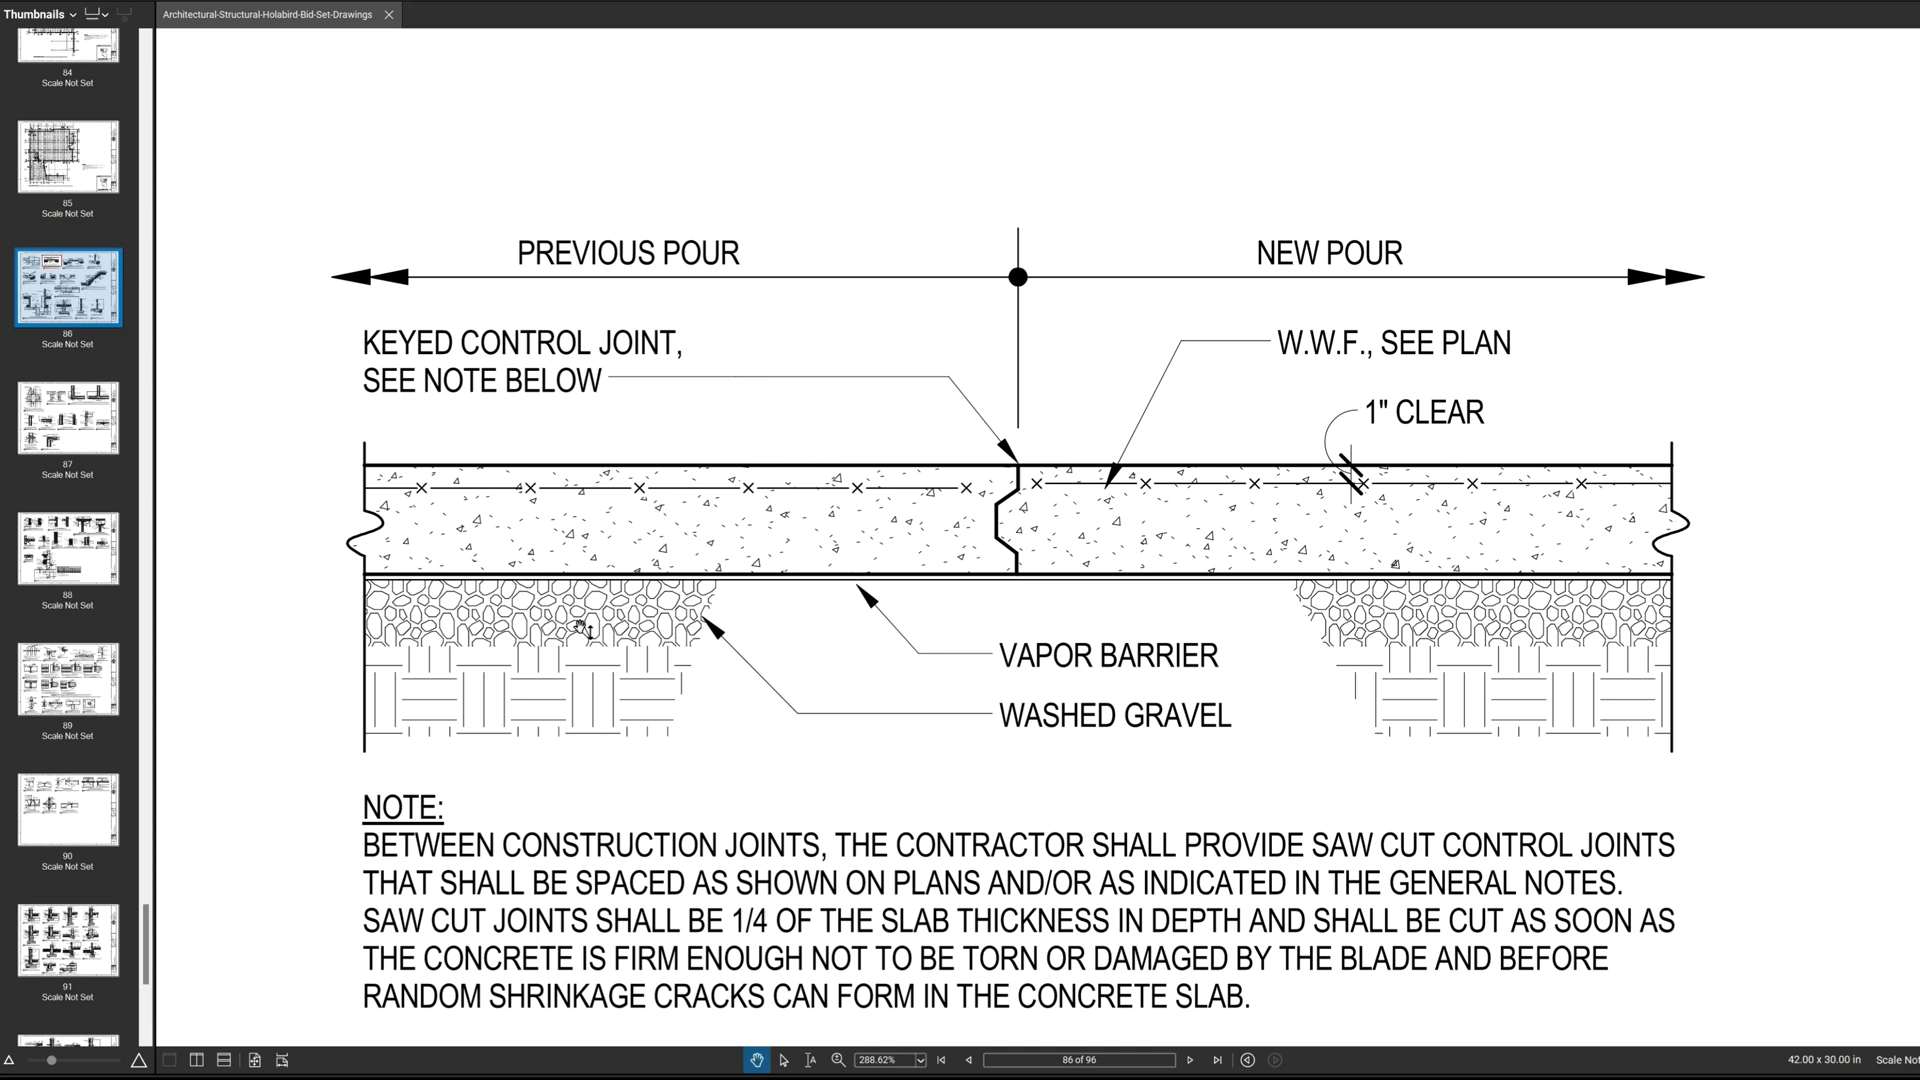 Thumbnails
Architectural-Structural-Holabird-Bid-Set-Drawings
84
Scale Not Set
85
Scale Not Set
86
Scale Not Set
87
Scale Not Set
88
Scale Not Set
89
Scale Not Set
90
Scale Not Set
91
Scale Not Set
PREVIOUS POUR
NEW POUR
KEYED CONTROL JOINT,
SEE NOTE BELOW
W.W.F., SEE PLAN
1" CLEAR
VAPOR BARRIER
WASHED GRAVEL
NOTE:
BETWEEN CONSTRUCTION JOINTS, THE CONTRACTOR SHALL PROVIDE SAW CUT CONTROL JOINTS
THAT SHALL BE SPACED AS SHOWN ON PLANS AND/OR AS INDICATED IN THE GENERAL NOTES.
SAW CUT JOINTS SHALL BE 1/4 OF THE SLAB THICKNESS IN DEPTH AND SHALL BE CUT AS SOON AS
THE CONCRETE IS FIRM ENOUGH NOT TO BE TORN OR DAMAGED BY THE BLADE AND BEFORE
RANDOM SHRINKAGE CRACKS CAN FORM IN THE CONCRETE SLAB.
288.62%
86 of 96
42.00 x 30.00 in
Scale Not